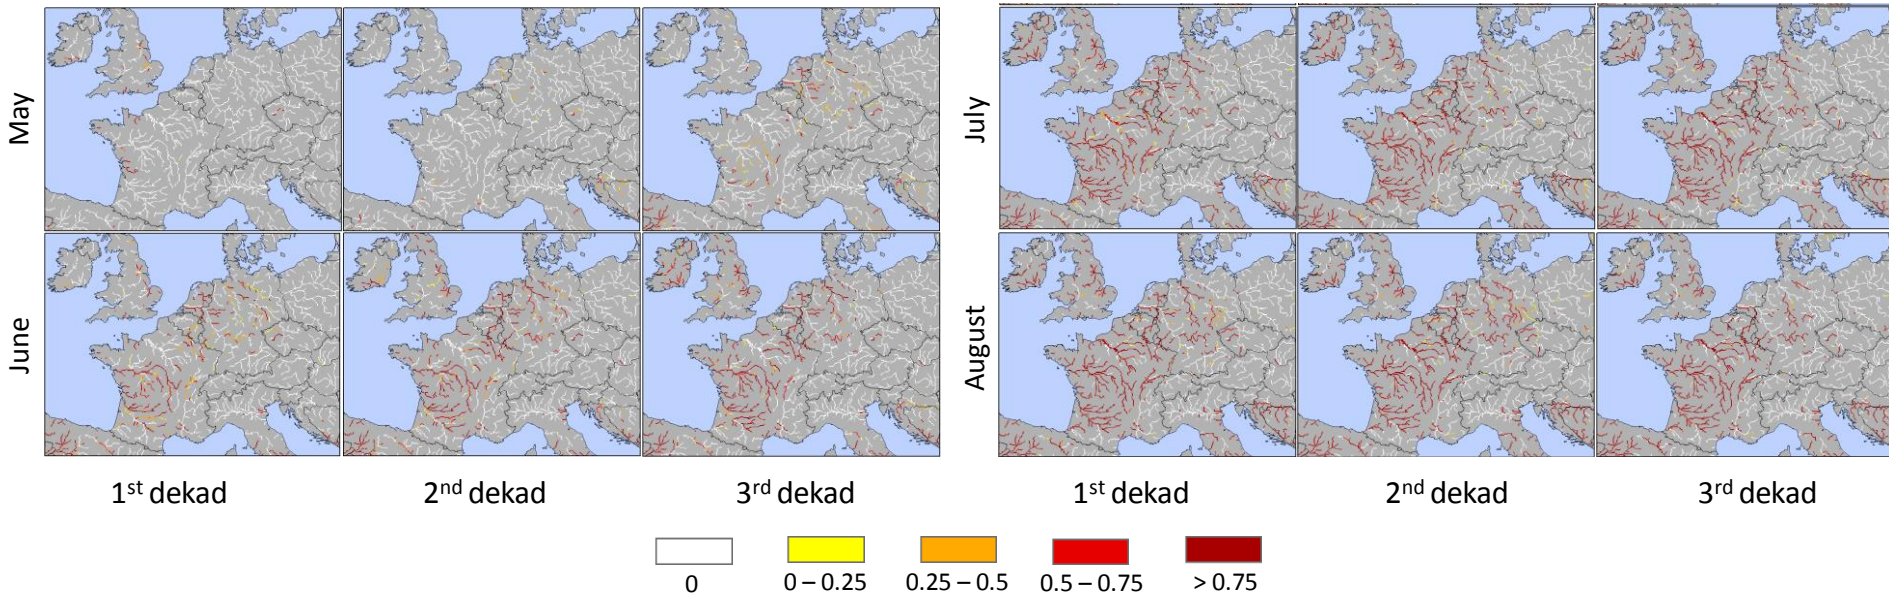 May
June
July
August
1st dekad
2nd dekad
3rd dekad
1st dekad
2nd dekad
3rd dekad
0
0 – 0.25
0.25 – 0.5
0.5 – 0.75
> 0.75